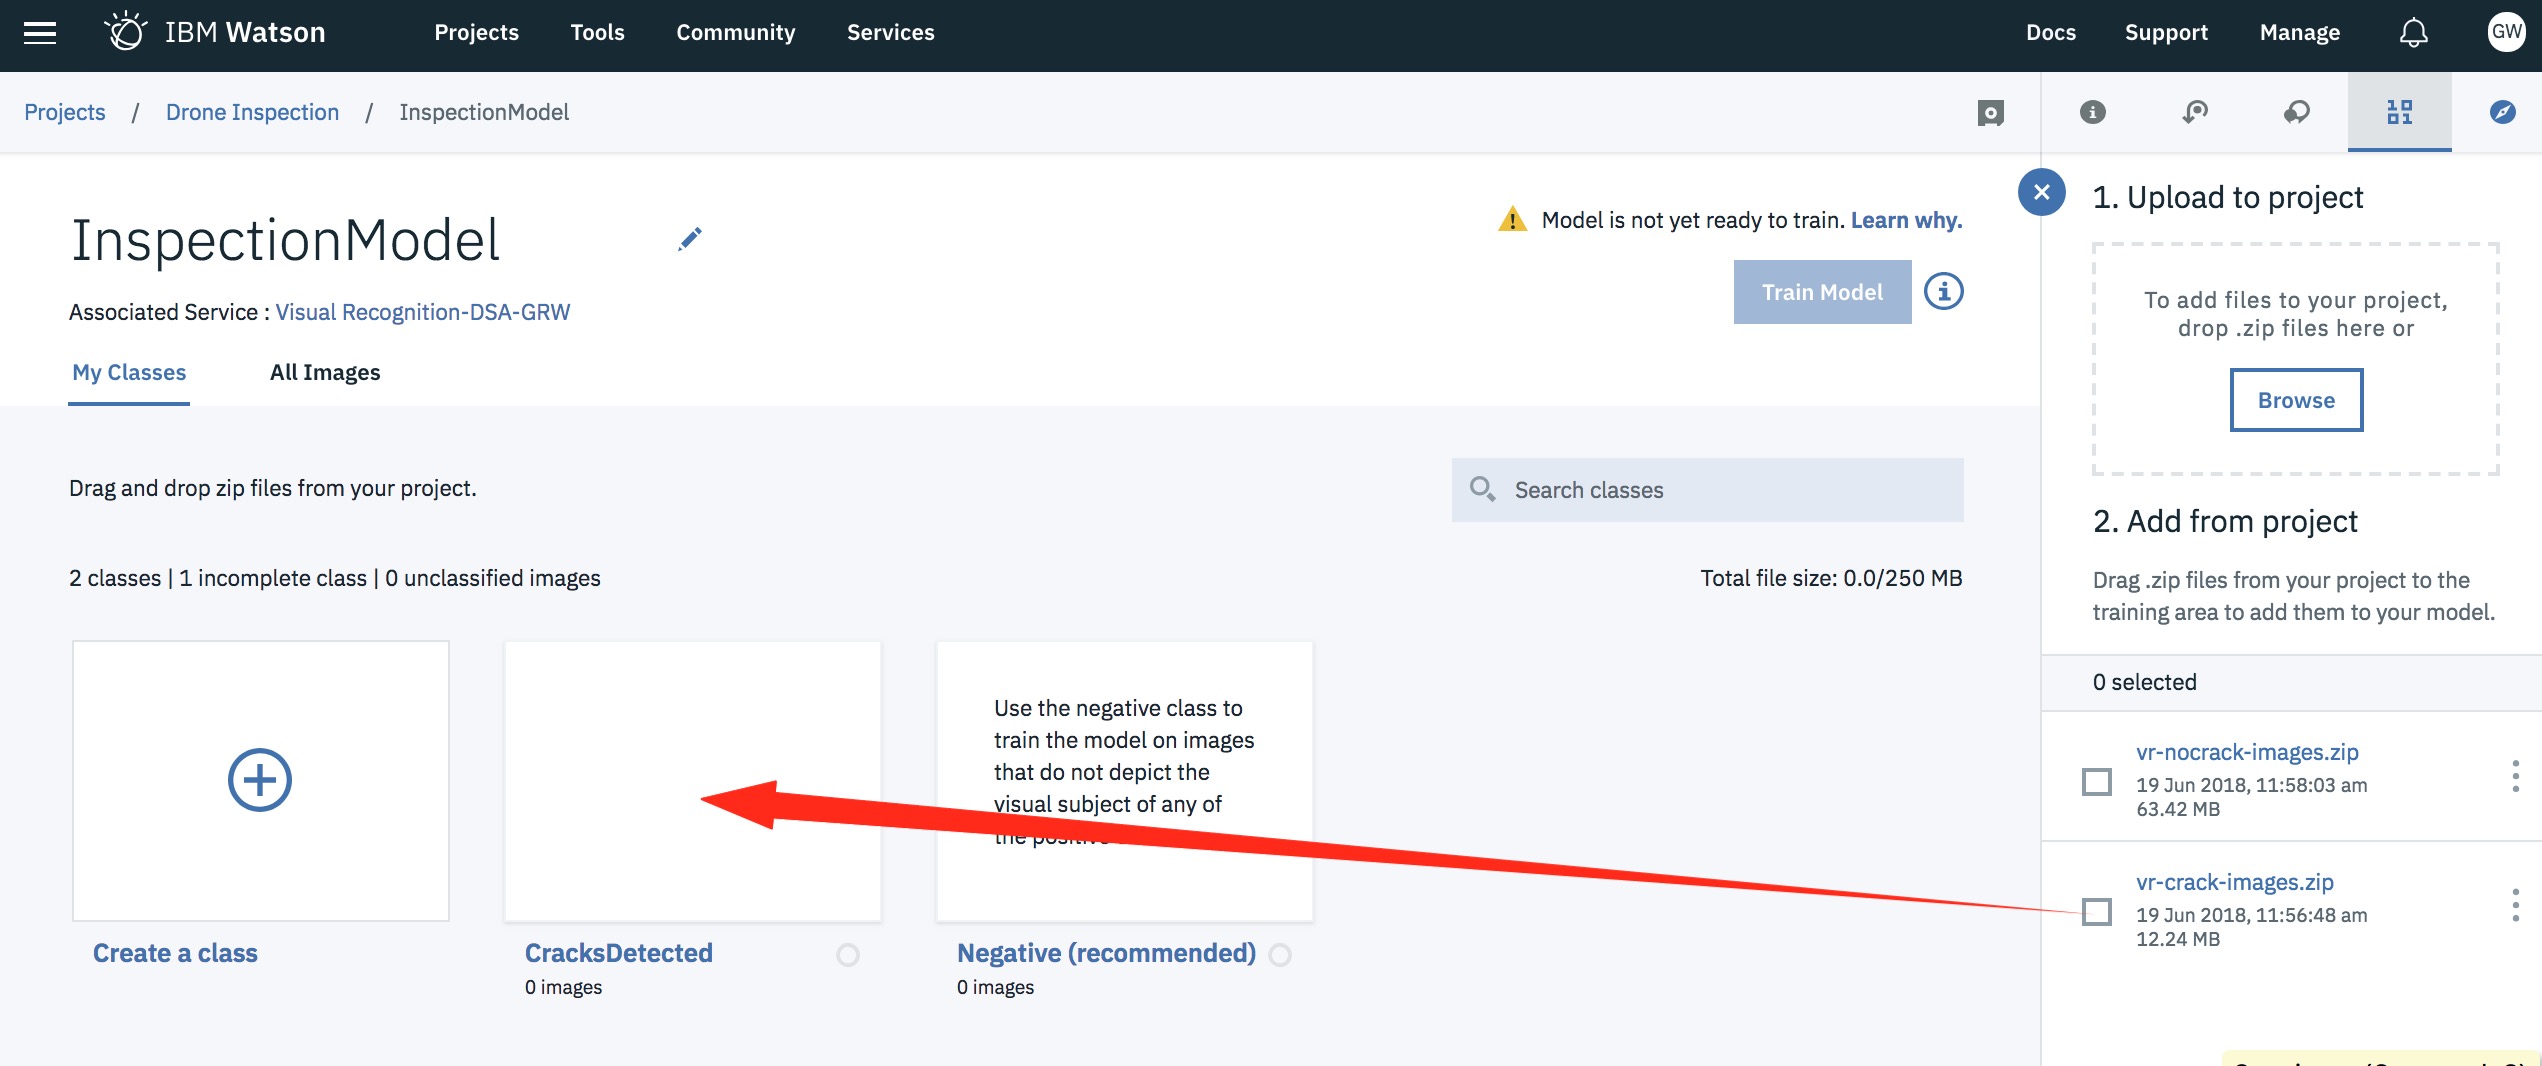 IBM Watson
Projects
Tools
Community
Services
Docs
Support
Manage
GW
Projects / Drone Inspection / InspectionModel
InspectionModel
Model is not yet ready to train. Learn why.
Train Model
Associated Service : Visual Recognition-DSA-GRW
My Classes
All Images
Drag and drop zip files from your project.
Search classes
2 classes | 1 incomplete class | 0 unclassified images
Total file size: 0.0/250 MB
Create a class
CracksDetected
0 images
Use the negative class to
train the model on images
that do not depict the
visual subject of any of
the
Negative (recommended)
0 images
1. Upload to project
To add files to your project,
drop .zip files here or
Browse
2. Add from project
Drag .zip files from your project to the
training area to add them to your model.
0 selected
vr-nocrack-images.zip
19 Jun 2018, 11:58:03 am
63.42 MB
vr-crack-images.zip
19 Jun 2018, 11:56:48 am
12.24 MB